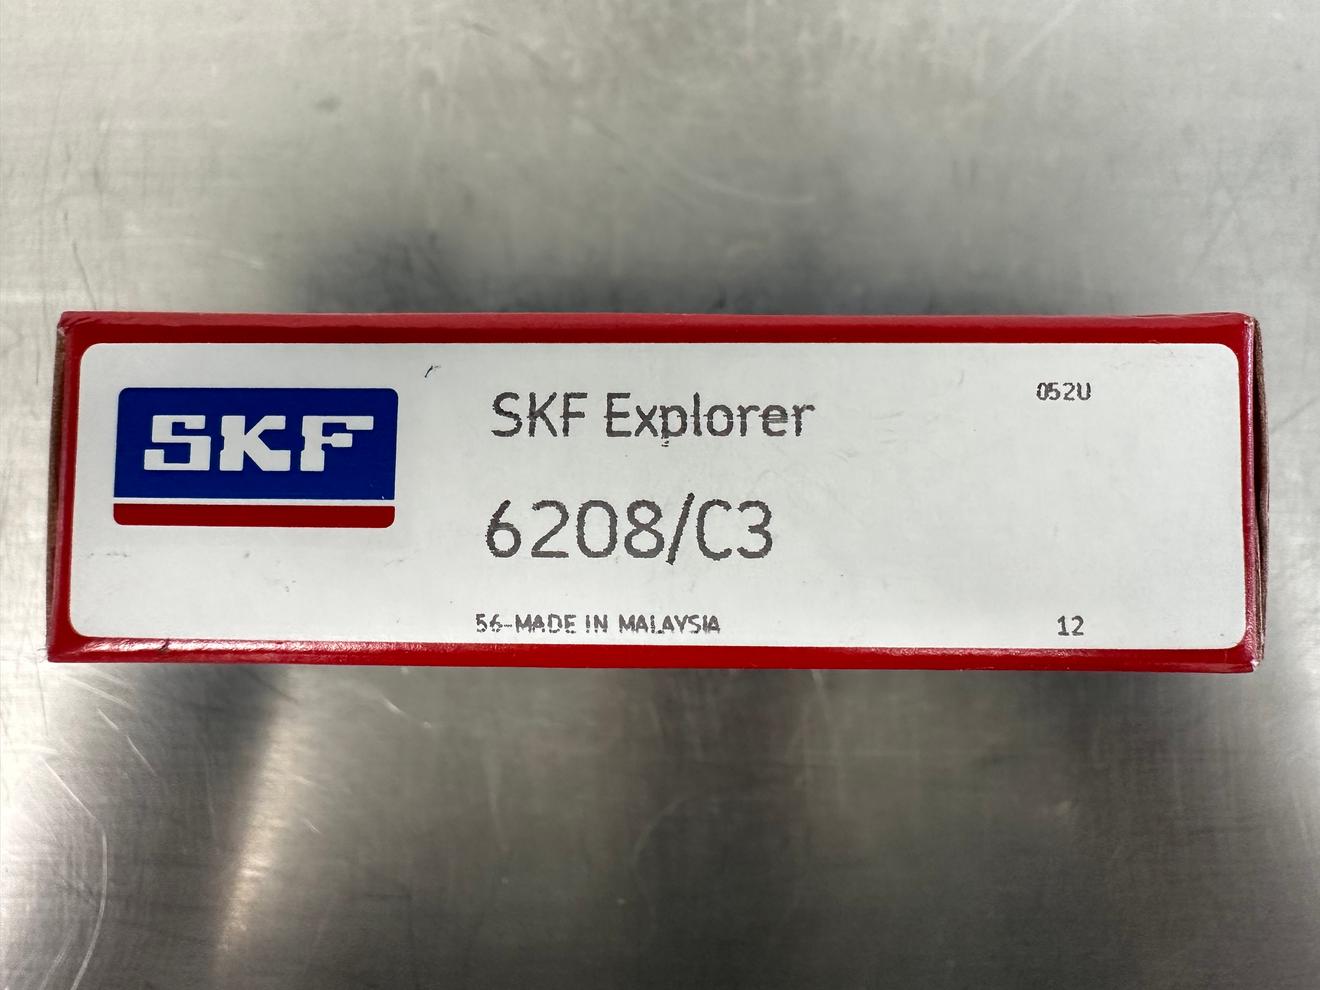 SKF
SKF Explorer
052U
6208/C3
56-MADE IN MALAYSIA
12